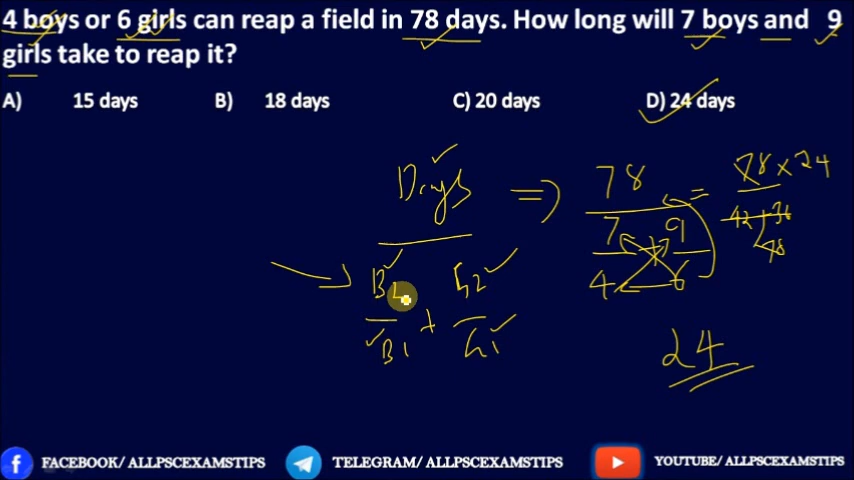 4 boys or 6 girls can reap a field in 78 days. How long will 7 boys and 9
girls take to reap it?
A) 15 days B) 18 days C) 20 days D) 24 days
Days ⇒ 78 = 78 × 24
7 + 9
4 6
42 + 36
78
B2 + G2
B1 G1
24
FACEBOOK/ ALLPSCEXAMSTIPS TELEGRAM/ ALLPSCEXAMSTIPS YOUTUBE/ ALLPSCEXAMSTIPS